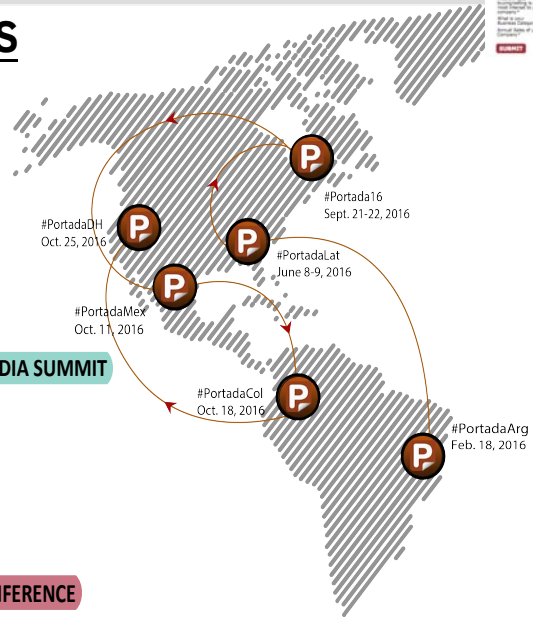 S
SUBMIT
P
#Portada16
Sept. 21-22, 2016
P
#PortadaDH
Oct. 25, 2016
P
#PortadaLat
June 8-9, 2016
P
#PortadaMex
Oct. 11, 2016
DIA SUMMIT
P
#PortadaCol
Oct. 18, 2016
P
#PortadaArg
Feb. 18, 2016
NFERENCE